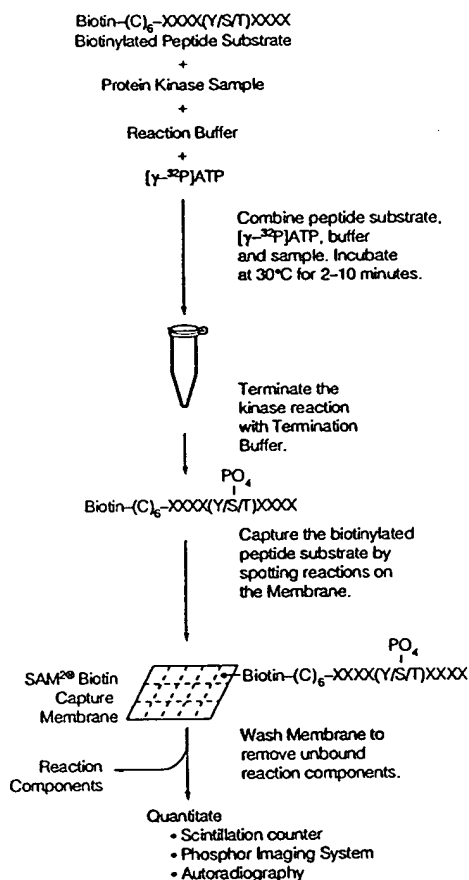 Biotin–(C)6–XXXX(Y/S/T)XXXX
Biotinylated Peptide Substrate
+
Protein Kinase Sample
+
Reaction Buffer
+
[γ–32P]ATP
Combine peptide substrate,
[γ–32P]ATP, buffer
and sample. Incubate
at 30°C for 2–10 minutes.
Terminate the
kinase reaction
with Termination
Buffer.
PO4
Biotin–(C)6–XXXX(Y/S/T)XXXX
Capture the biotinylated
peptide substrate by
spotting reactions on
the Membrane.
PO4
Biotin–(C)6–XXXX(Y/S/T)XXXX
SAM2® Biotin
Capture
Membrane
Wash Membrane to
remove unbound
reaction components.
Reaction
Components
Quantitate
• Scintillation counter
• Phosphor Imaging System
• Autoradiography